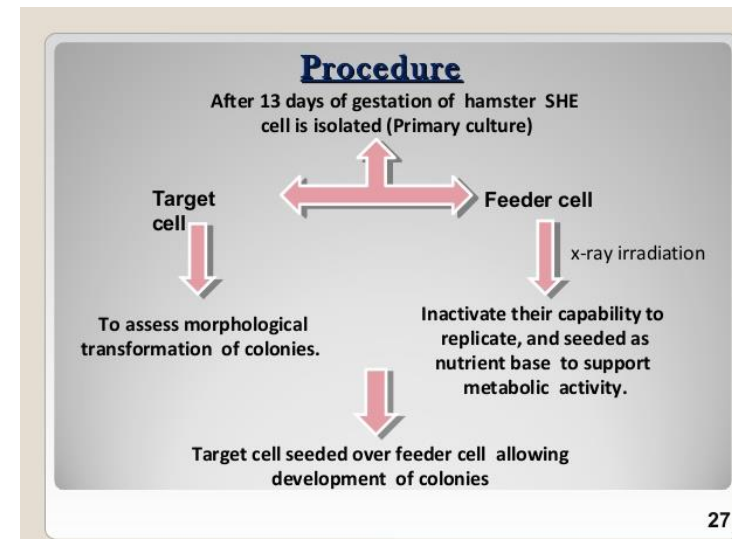 Procedure
After 13 days of gestation of hamster SHE
cell is isolated (Primary culture)
Target
cell
Feeder cell
x-ray irradiation
To assess morphological
transformation of colonies.
Inactivate their capability to
replicate, and seeded as
nutrient base to support
metabolic activity.
Target cell seeded over feeder cell allowing
development of colonies
27